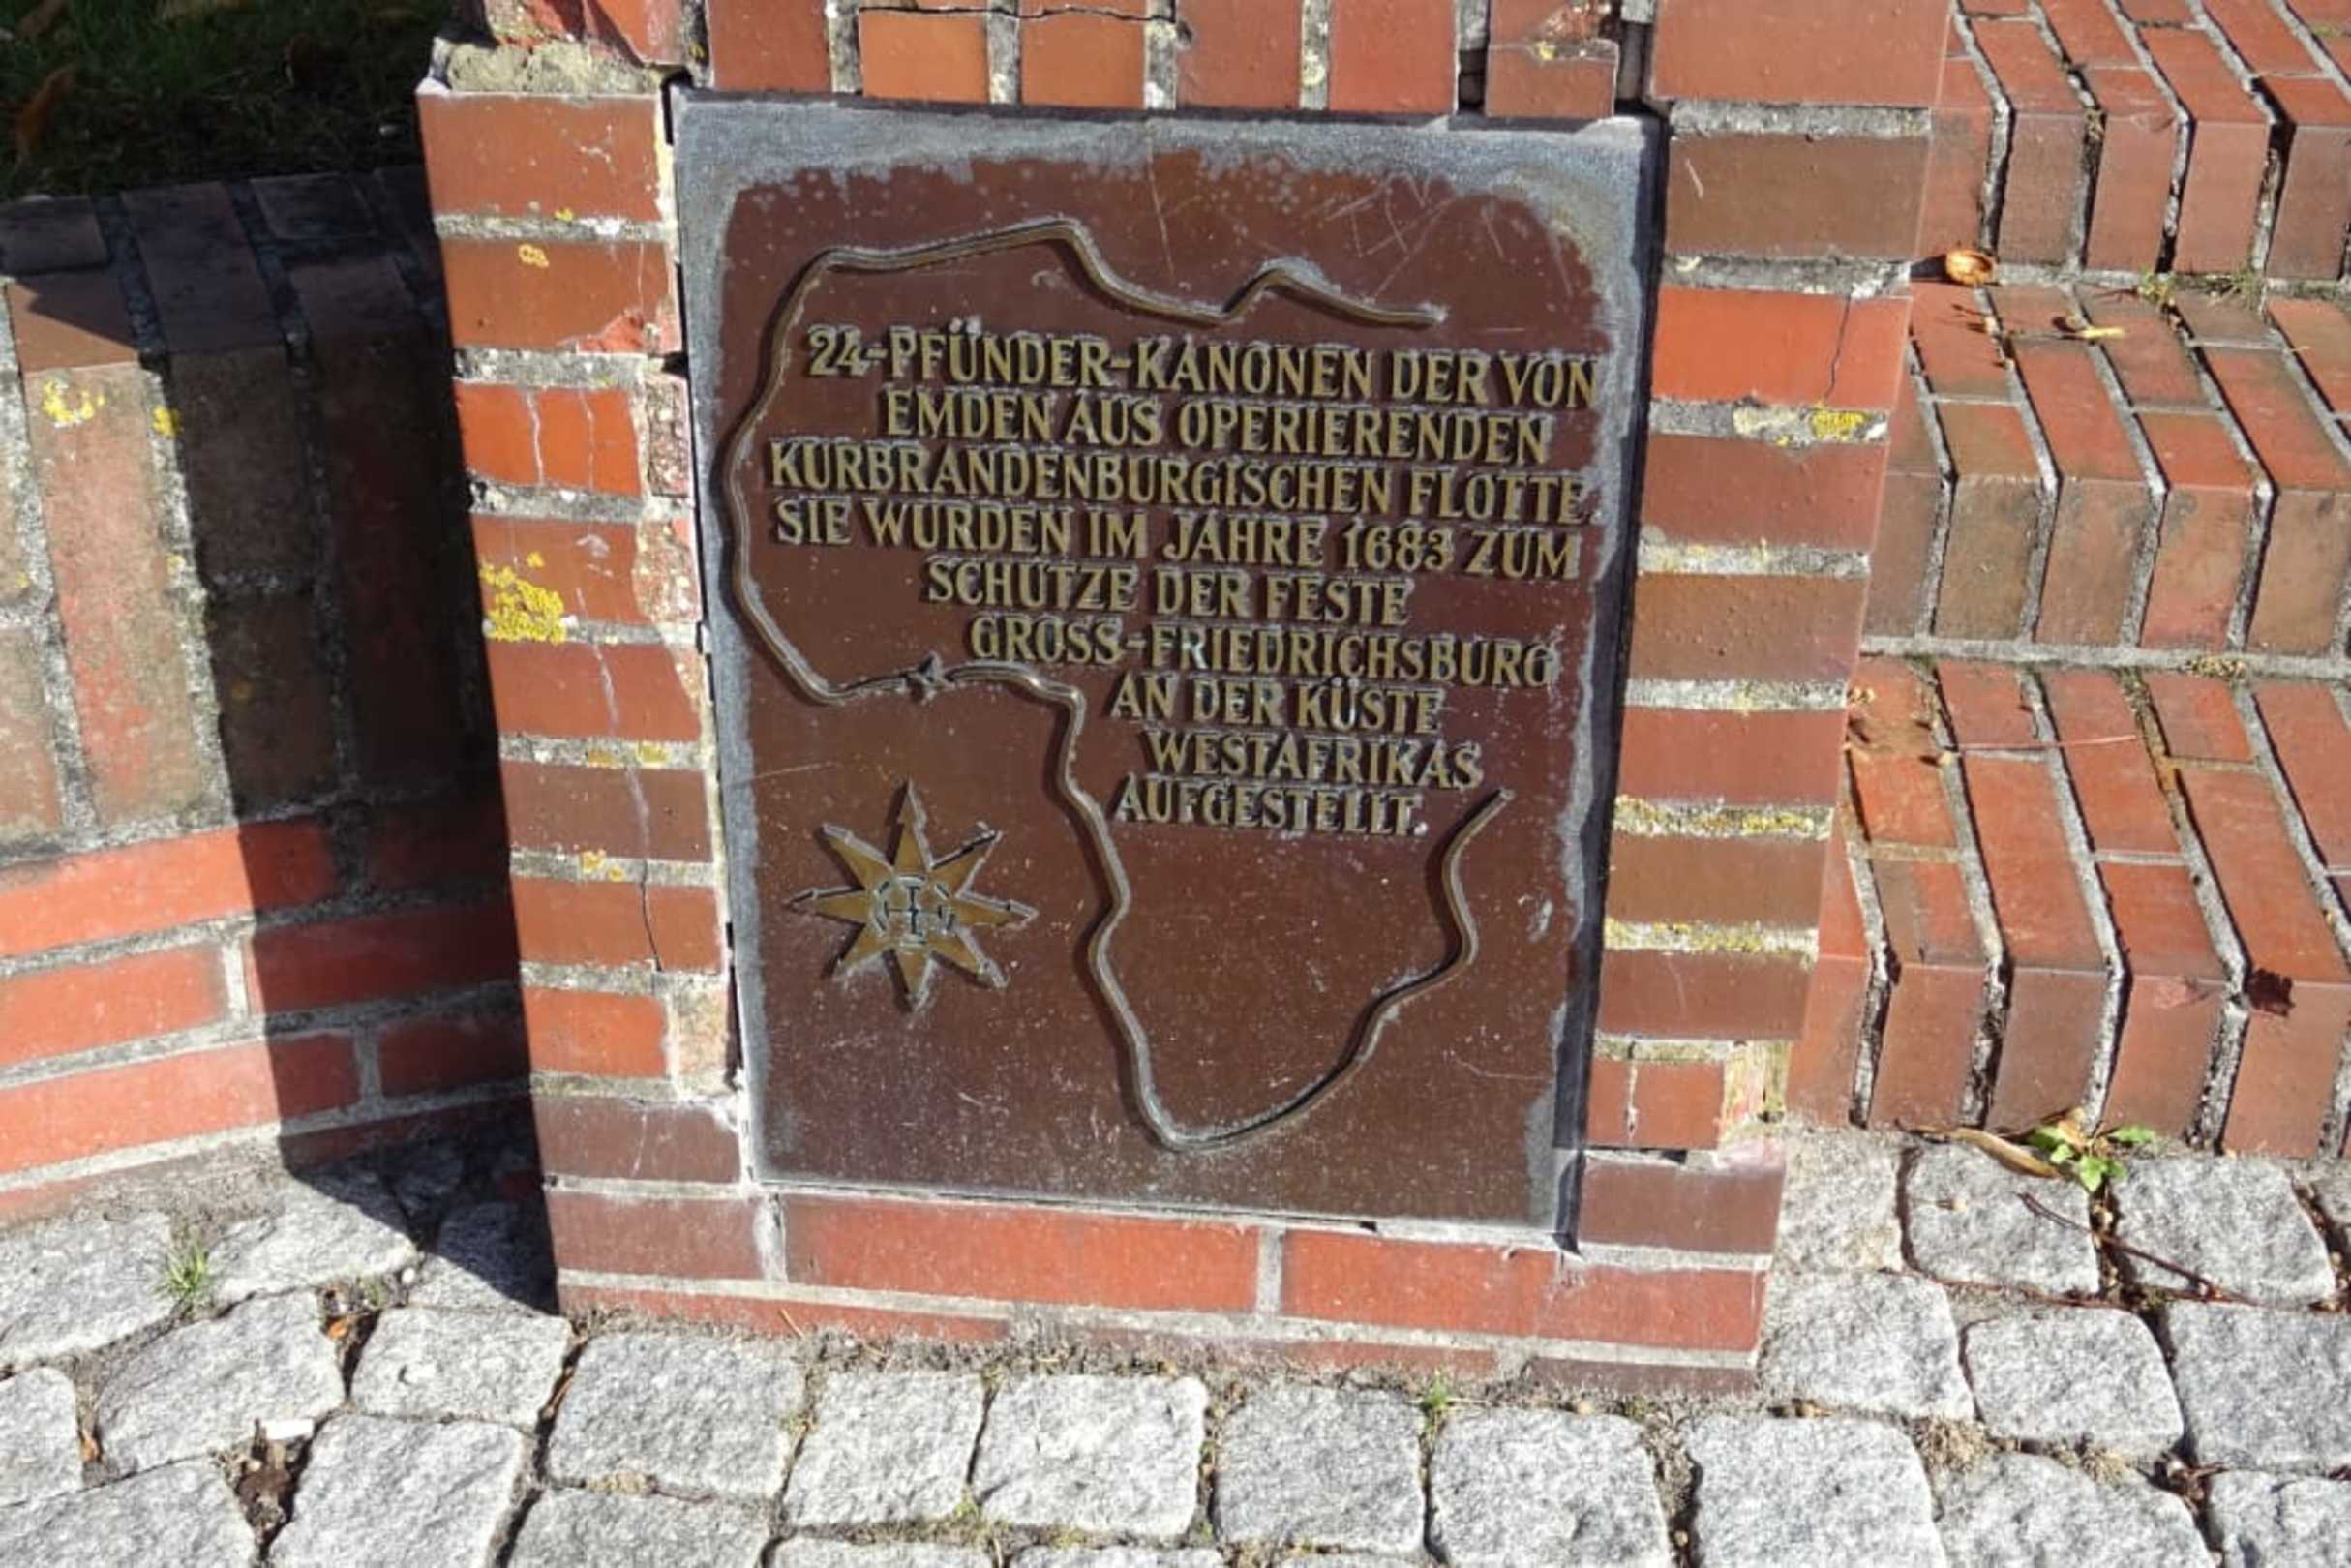 24-PFÜNDER-KANONEN DER VON
EMDEN AUS OPERIERENDEN
KURBRANDENBURGISCHEN FLOTTE.
SIE WURDEN IM JAHRE 1683 ZUM
SCHUTZE DER FESTE
GROSS-FRIEDRICHSBURG
AN DER KÜSTE
WESTAFRIKAS
AUFGESTELLT.